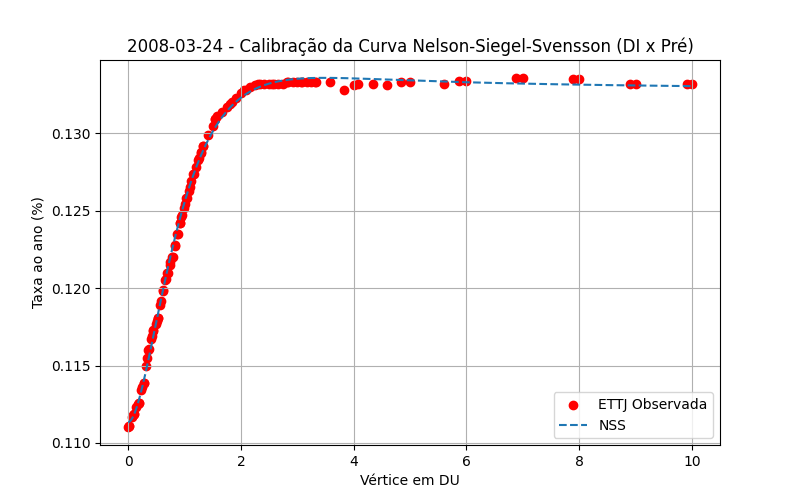 2008-03-24 - Calibração da Curva Nelson-Siegel-Svensson (DI x Pré)
Taxa ao ano (%)
0.130
0.125
0.120
0.115
0.110
ETTJ Observada
NSS
0 2 4 6 8 10
Vértice em DU